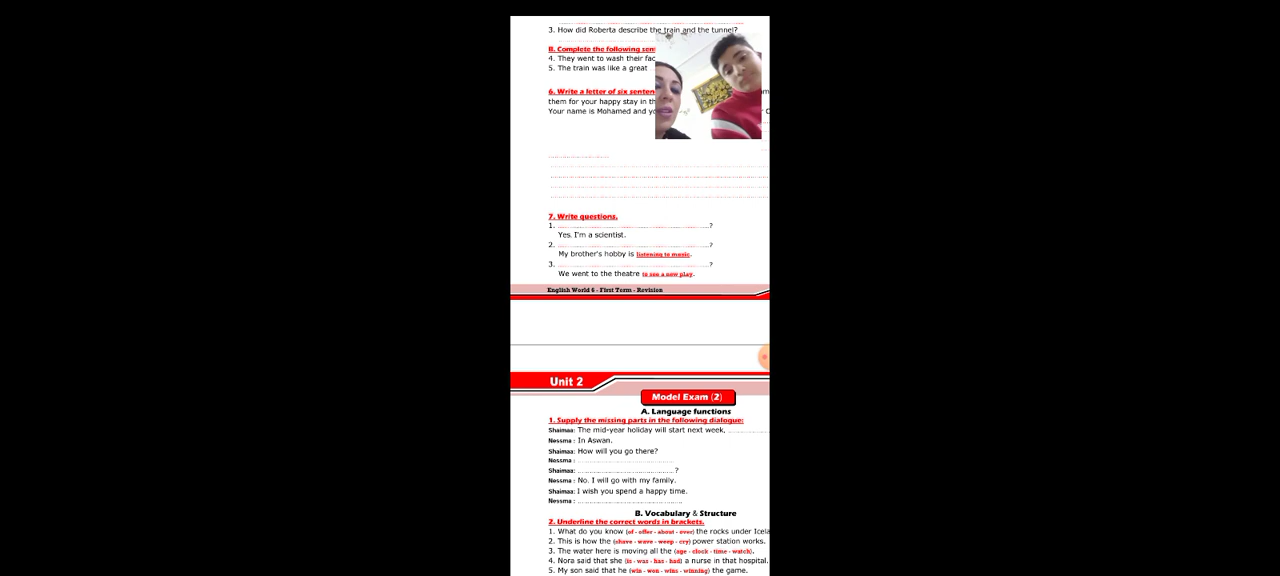 3. How did Roberta describe the train and the tunnel?
B. Complete the following sen
4. They went to wash their fac
5. The train was like a great
6. Write a letter of six senten
them for your happy stay in th
Your name is Mohamed and yo
7. Write questions.
1. ?
Yes. I'm a scientist.
2. ?
My brother's hobby is listening to music.
3. ?
We went to the theatre to see a new play.
English World 6 - First Term - Revision
Unit 2
Model Exam (2)
A. Language functions
1. Supply the missing parts in the following dialogue:
Shaimaa: The mid-year holiday will start next week,
Nessma : In Aswan.
Shaimaa: How will you go there?
Nessma :
Shaimaa: ?
Nessma : No. I will go with my family.
Shaimaa: I wish you spend a happy time.
Nessma :
B. Vocabulary & Structure
2. Underline the correct words in brackets.
1. What do you know (of - offer - about - over) the rocks under Icela
2. This is how the (shave - wave - weep - cry) power station works.
3. The water here is moving all the (age - clock - time - watch).
4. Nora said that she (is - was - has - had) a nurse in that hospital.
5. My son said that he (win - won - wins - winning) the game.